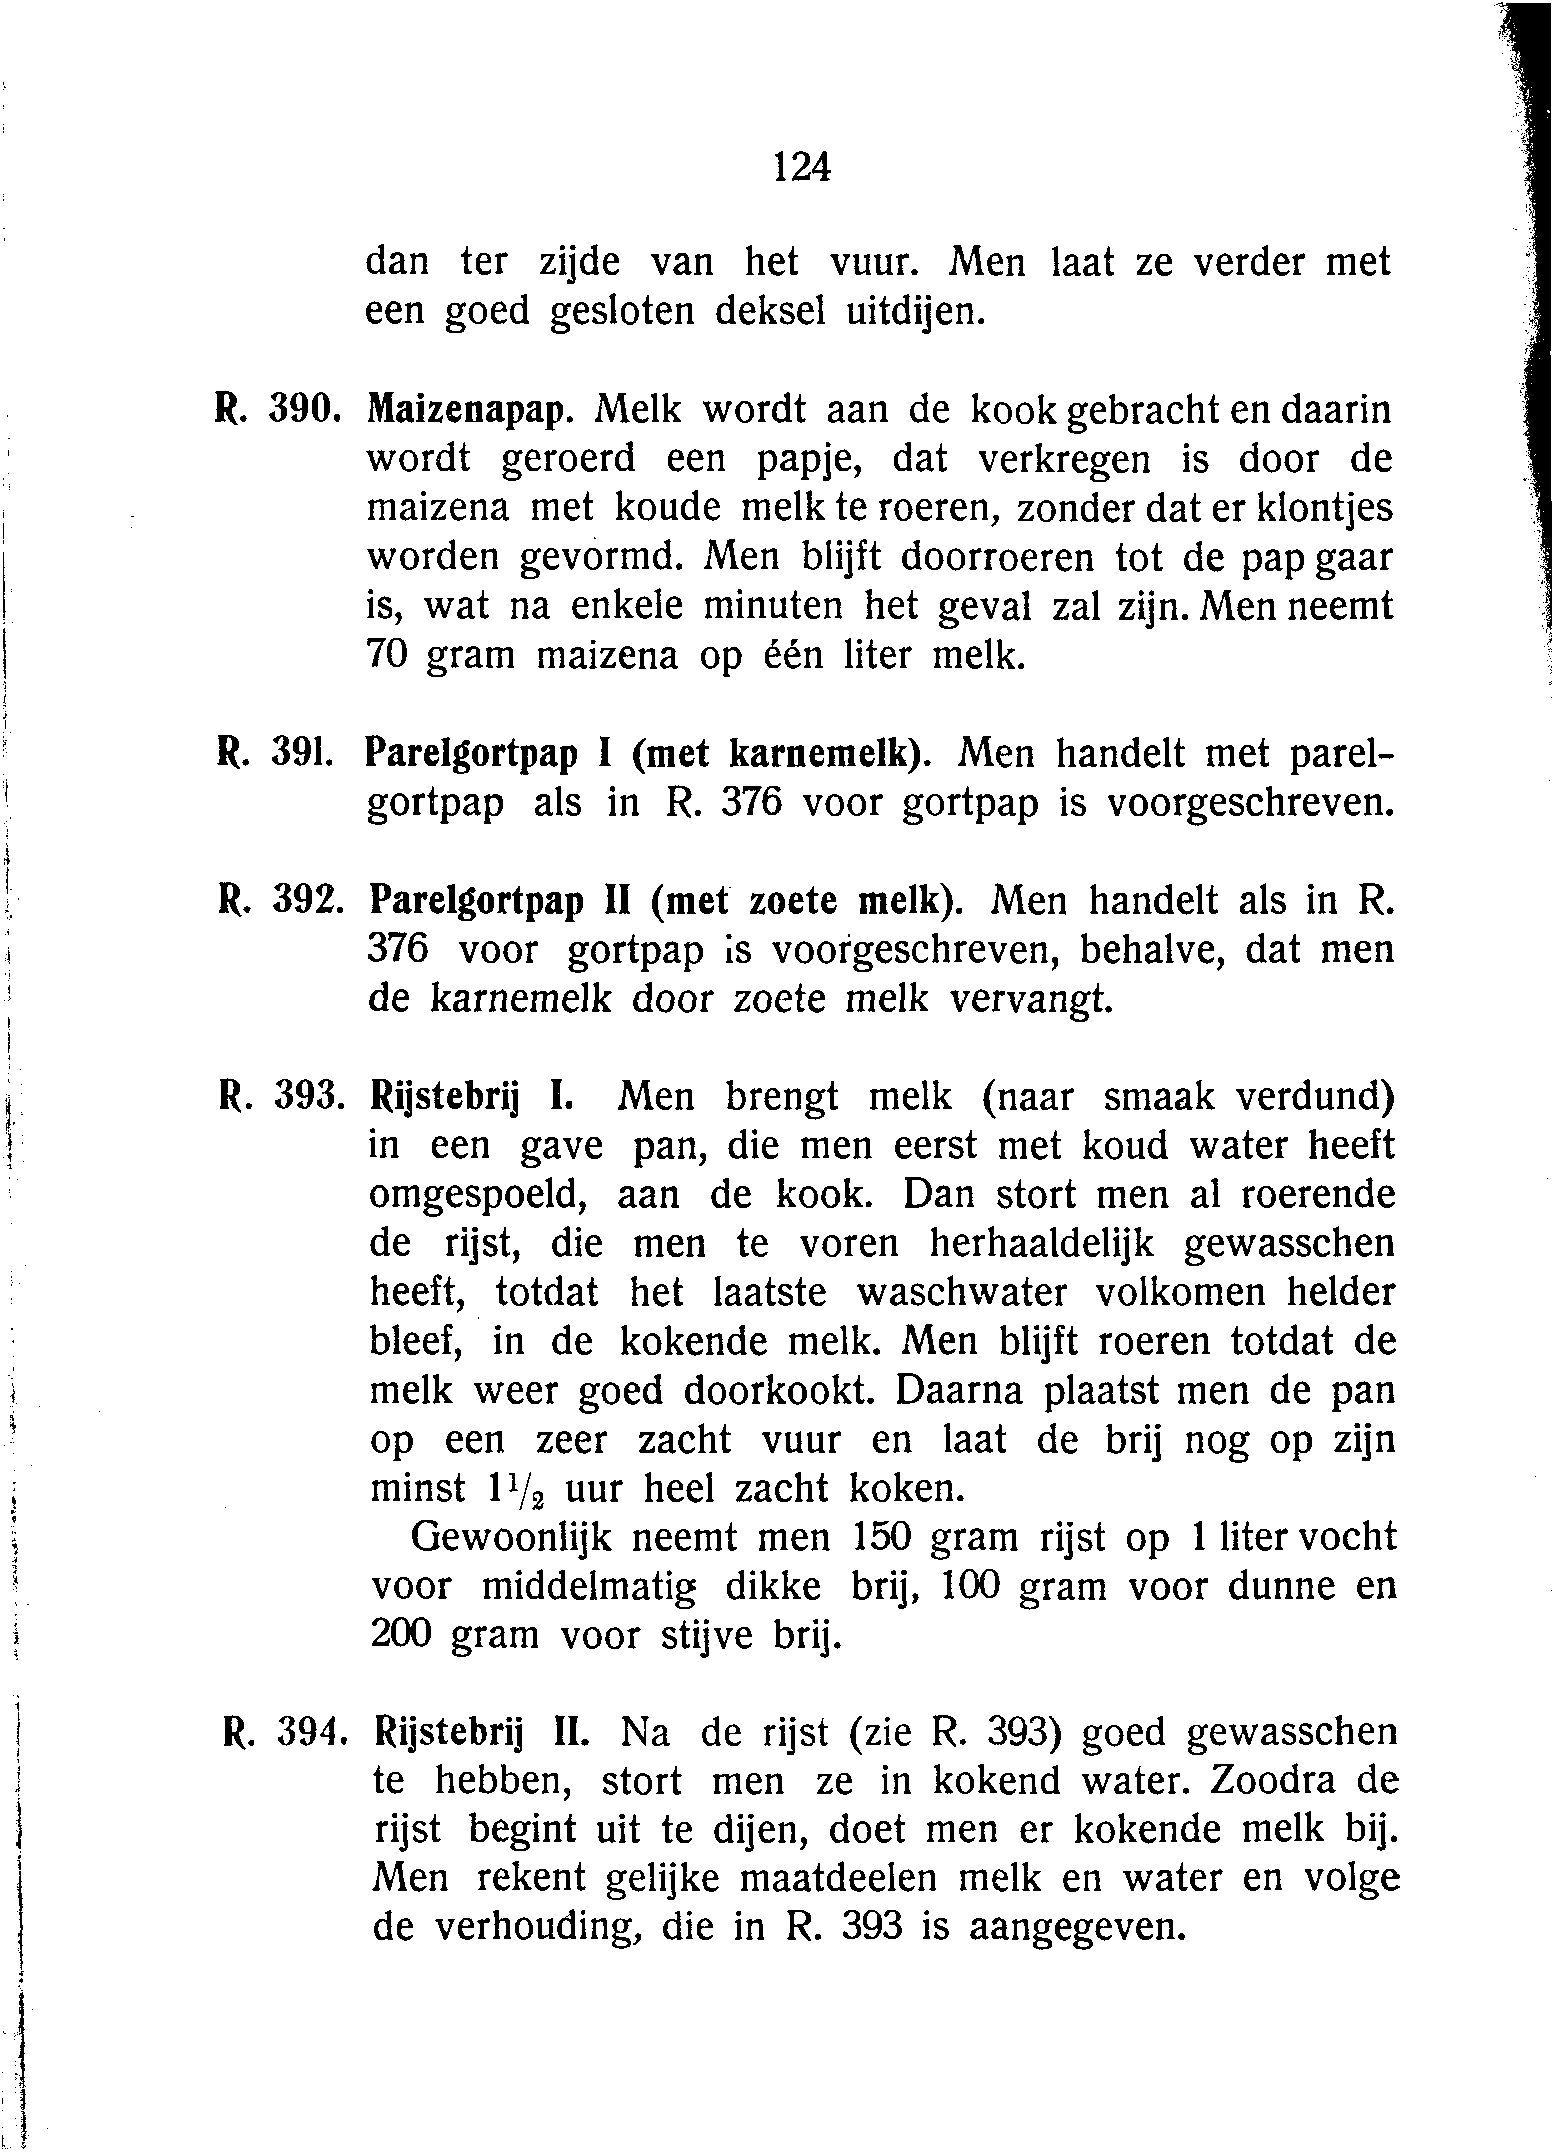 124
dan ter zijde van het vuur. Men laat ze verder met
een goed gesloten deksel uitdijen.
R. 390. Maizenapap. Melk wordt aan de kook gebracht en daarin
wordt geroerd een papje, dat verkregen is door de
maizena met koude melk te roeren, zonder dat er klontjes
worden gevormd. Men blijft doorroeren tot de pap gaar
is, wat na enkele minuten het geval zal zijn. Men neemt
70 gram maizena op één liter melk.
R. 391. Parelgortpap I (met karnemelk). Men handelt met parel-
gortpap als in R. 376 voor gortpap is voorgeschreven.
R. 392. Parelgortpap II (met zoete melk). Men handelt als in R.
376 voor gortpap is voorgeschreven, behalve, dat men
de karnemelk door zoete melk vervangt.
R. 393. Rijstebrij I. Men brengt melk (naar smaak verdund)
in een gave pan, die men eerst met koud water heeft
omgespoeld, aan de kook. Dan stort men al roerende
de rijst, die men te voren herhaaldelijk gewasschen
heeft, totdat het laatste waschwater volkomen helder
bleef, in de kokende melk. Men blijft roeren totdat de
melk weer goed doorkookt. Daarna plaatst men de pan
op een zeer zacht vuur en laat de brij nog op zijn
minst 1 1/2 uur heel zacht koken.
Gewoonlijk neemt men 150 gram rijst op 1 liter vocht
voor middelmatig dikke brij, 100 gram voor dunne en
200 gram voor stijve brij.
R. 394. Rijstebrij II. Na de rijst (zie R. 393) goed gewasschen
te hebben, stort men ze in kokend water. Zoodra de
rijst begint uit te dijen, doet men er kokende melk bij.
Men rekent gelijke maatdeelen melk en water en volge
de verhouding, die in R. 393 is aangegeven.